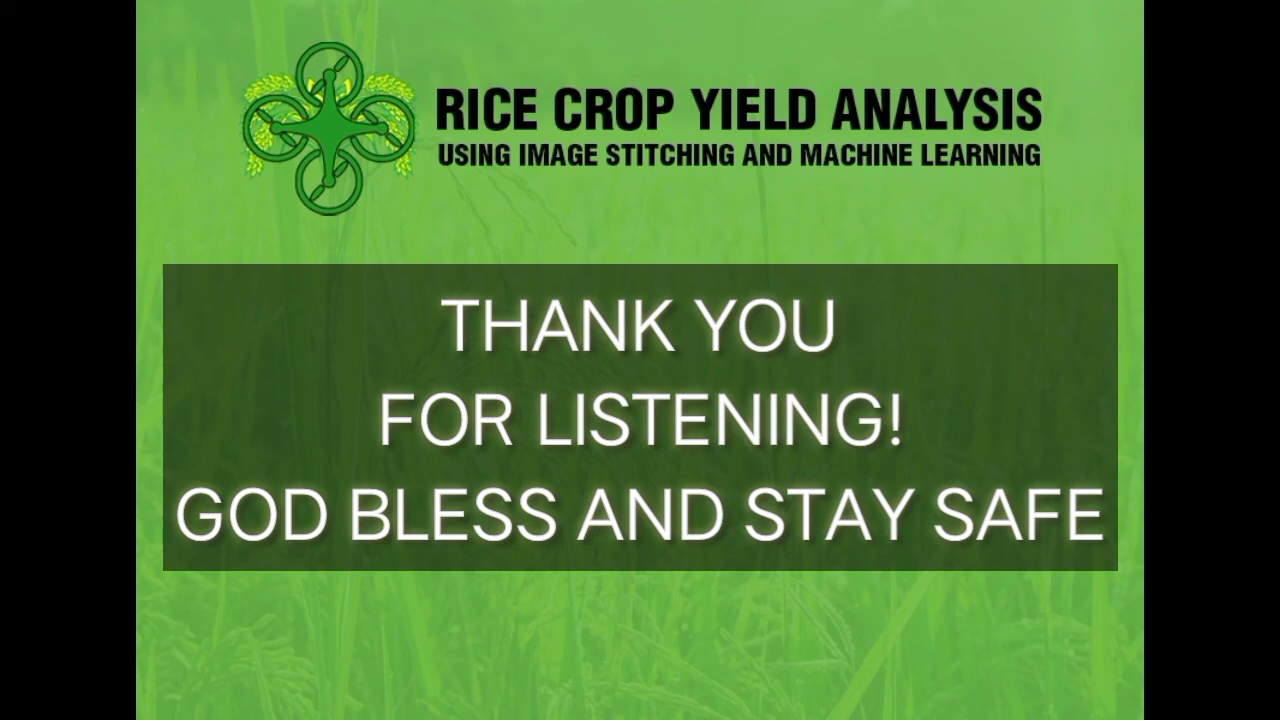 RICE CROP YIELD ANALYSIS
USING IMAGE STITCHING AND MACHINE LEARNING
THANK YOU
FOR LISTENING!
GOD BLESS AND STAY SAFE